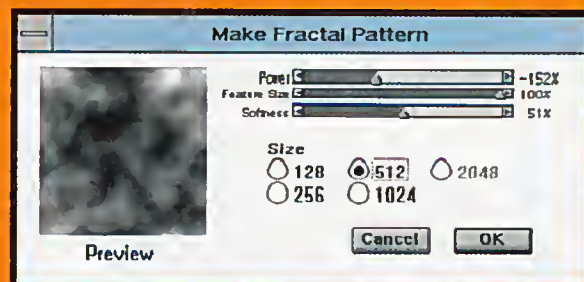 Make Fractal Pattern
Power -152%
Feature Size 100%
Softness 51%
Size
128 512 2048
256 1024
Preview
Cancel OK